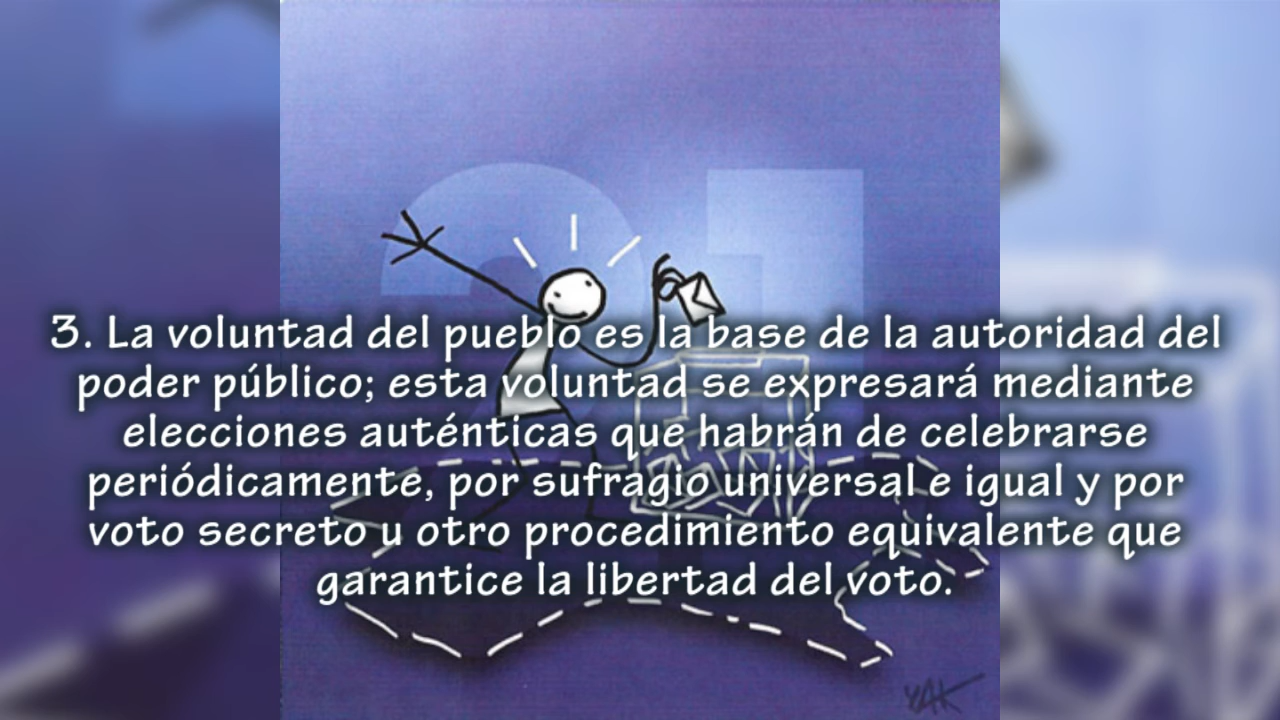 21
3. La voluntad del pueblo es la base de la autoridad del
poder público; esta voluntad se expresará mediante
elecciones auténticas que habrán de celebrarse
periódicamente, por sufragio universal e igual y por
voto secreto u otro procedimiento equivalente que
garantice la libertad del voto.
YAK